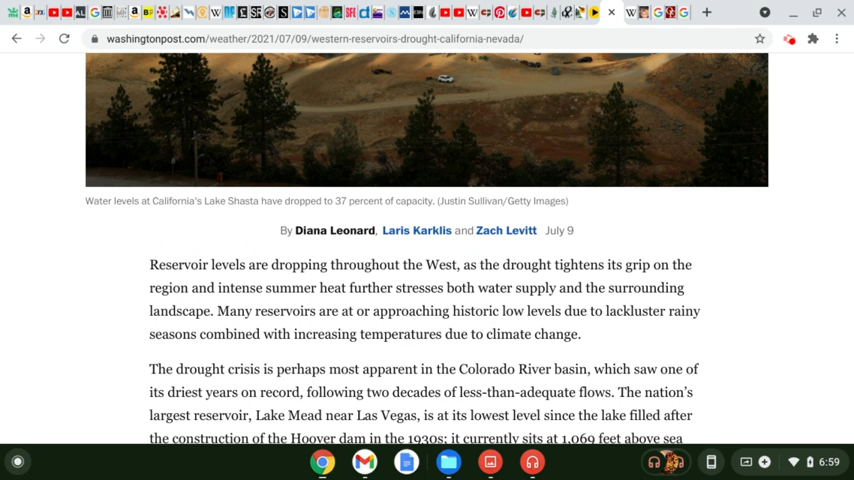 washingtonpost.com/weather/2021/07/09/western-reservoirs-drought-california-nevada/
Water levels at California's Lake Shasta have dropped to 37 percent of capacity. (Justin Sullivan/Getty Images)
By Diana Leonard, Laris Karklis and Zach Levitt July 9
Reservoir levels are dropping throughout the West, as the drought tightens its grip on the
region and intense summer heat further stresses both water supply and the surrounding
landscape. Many reservoirs are at or approaching historic low levels due to lackluster rainy
seasons combined with increasing temperatures due to climate change.
The drought crisis is perhaps most apparent in the Colorado River basin, which saw one of
its driest years on record, following two decades of less-than-adequate flows. The nation's
largest reservoir, Lake Mead near Las Vegas, is at its lowest level since the lake filled after
the construction of the Hoover dam in the 1930s; it currently sits at 1,069 feet above sea
6:59